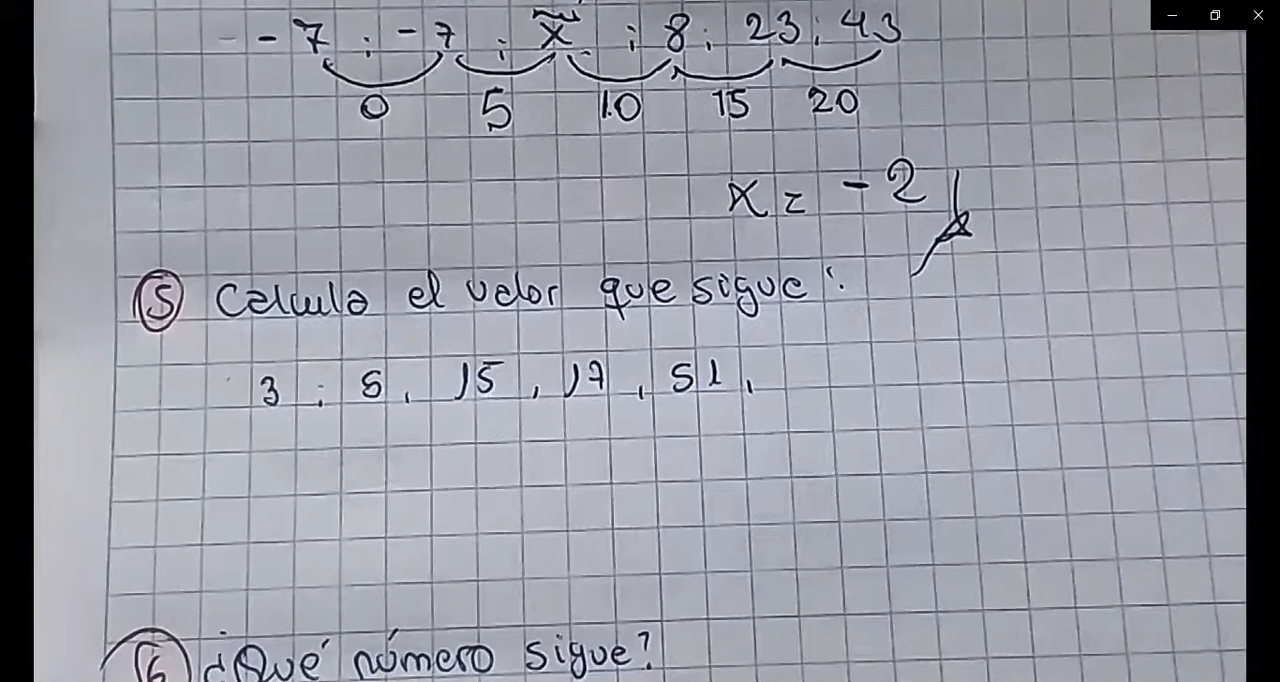 - 7 ; - 7 ; x ; 8 ; 23 ; 43
0 5 10 15 20
x = - 2
5 Calcula el valor que sigue :
3 ; 5 , 15 , 17 , 51 ,
6 ¿Qué número sigue?